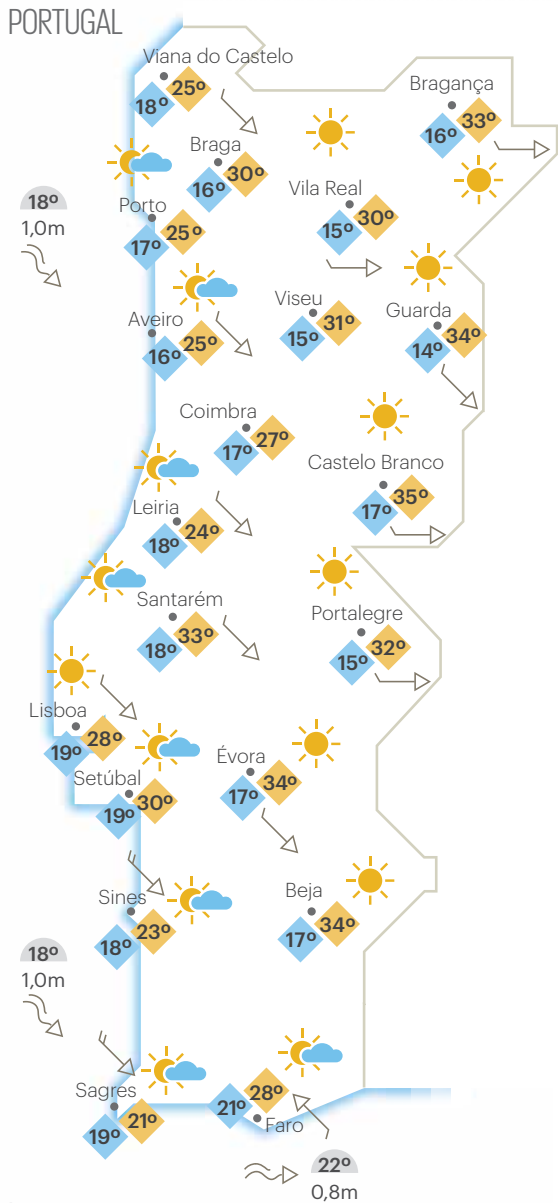 PORTUGAL
Viana do Castelo
18º 25º
Bragança
16º 33º
Braga
16º 30º
Vila Real
15º 30º
18º
1,0m
Porto
17º 25º
Viseu
15º 31º
Guarda
14º 34º
Aveiro
16º 25º
Coimbra
17º 27º
Castelo Branco
17º 35º
Leiria
18º 24º
Santarém
18º 33º
Portalegre
15º 32º
Lisboa
19º 28º
Setúbal
19º 30º
Évora
17º 34º
Sines
18º 23º
Beja
17º 34º
18º
1,0m
Sagres
19º 21º
21º 28º
Faro
22º
0,8m